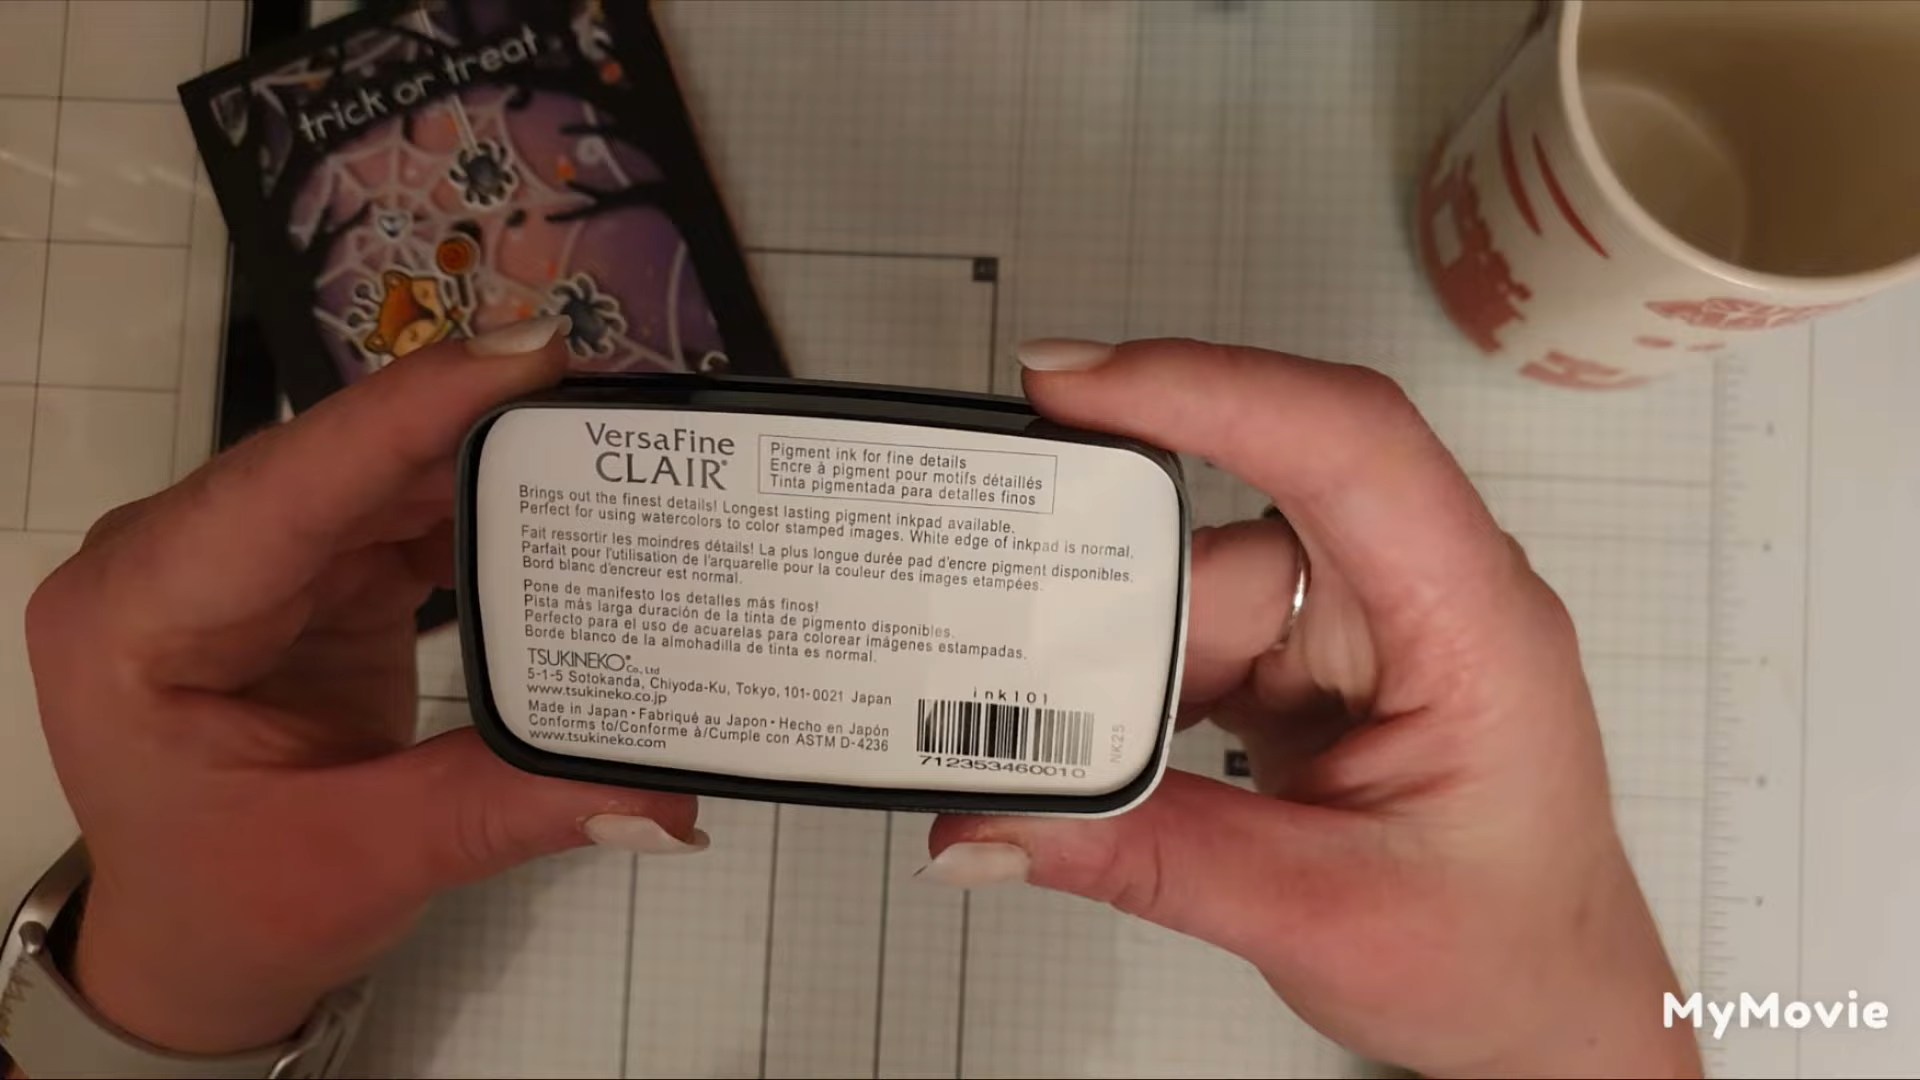 trick or treat
VersaFine
CLAIR®
Pigment ink for fine details
Encre à pigment pour motifs détaillés
Tinta pigmentada para detalles finos
Brings out the finest details! Longest lasting pigment inkpad available.
Perfect for using watercolors to color stamped images. White edge of inkpad is normal.
Fait ressortir les moindres détails! La plus longue durée pad d'encre pigment disponibles.
Parfait pour l'utilisation de l'arquarelle pour la couleur des images etampées.
Bord blanc d'encreur est normal.
Pone de manifesto los detalles más finos!
Pista más larga duración de la tinta de pigmento disponibles.
Perfecto para el uso de acuarelas para colorear imágenes estampadas.
Borde blanco de la almohadilla de tinta es normal.
TSUKINEKO® Co., Ltd
5-1-5 Sotokanda, Chiyoda-Ku, Tokyo, 101-0021 Japan
www.tsukineko.co.jp
Made in Japan • Fabriqué au Japon • Hecho en Japón
Conforms to/Conforme à/Cumple con ASTM D-4236
www.tsukineko.com
ink101
712353460010
NK25
MyMovie